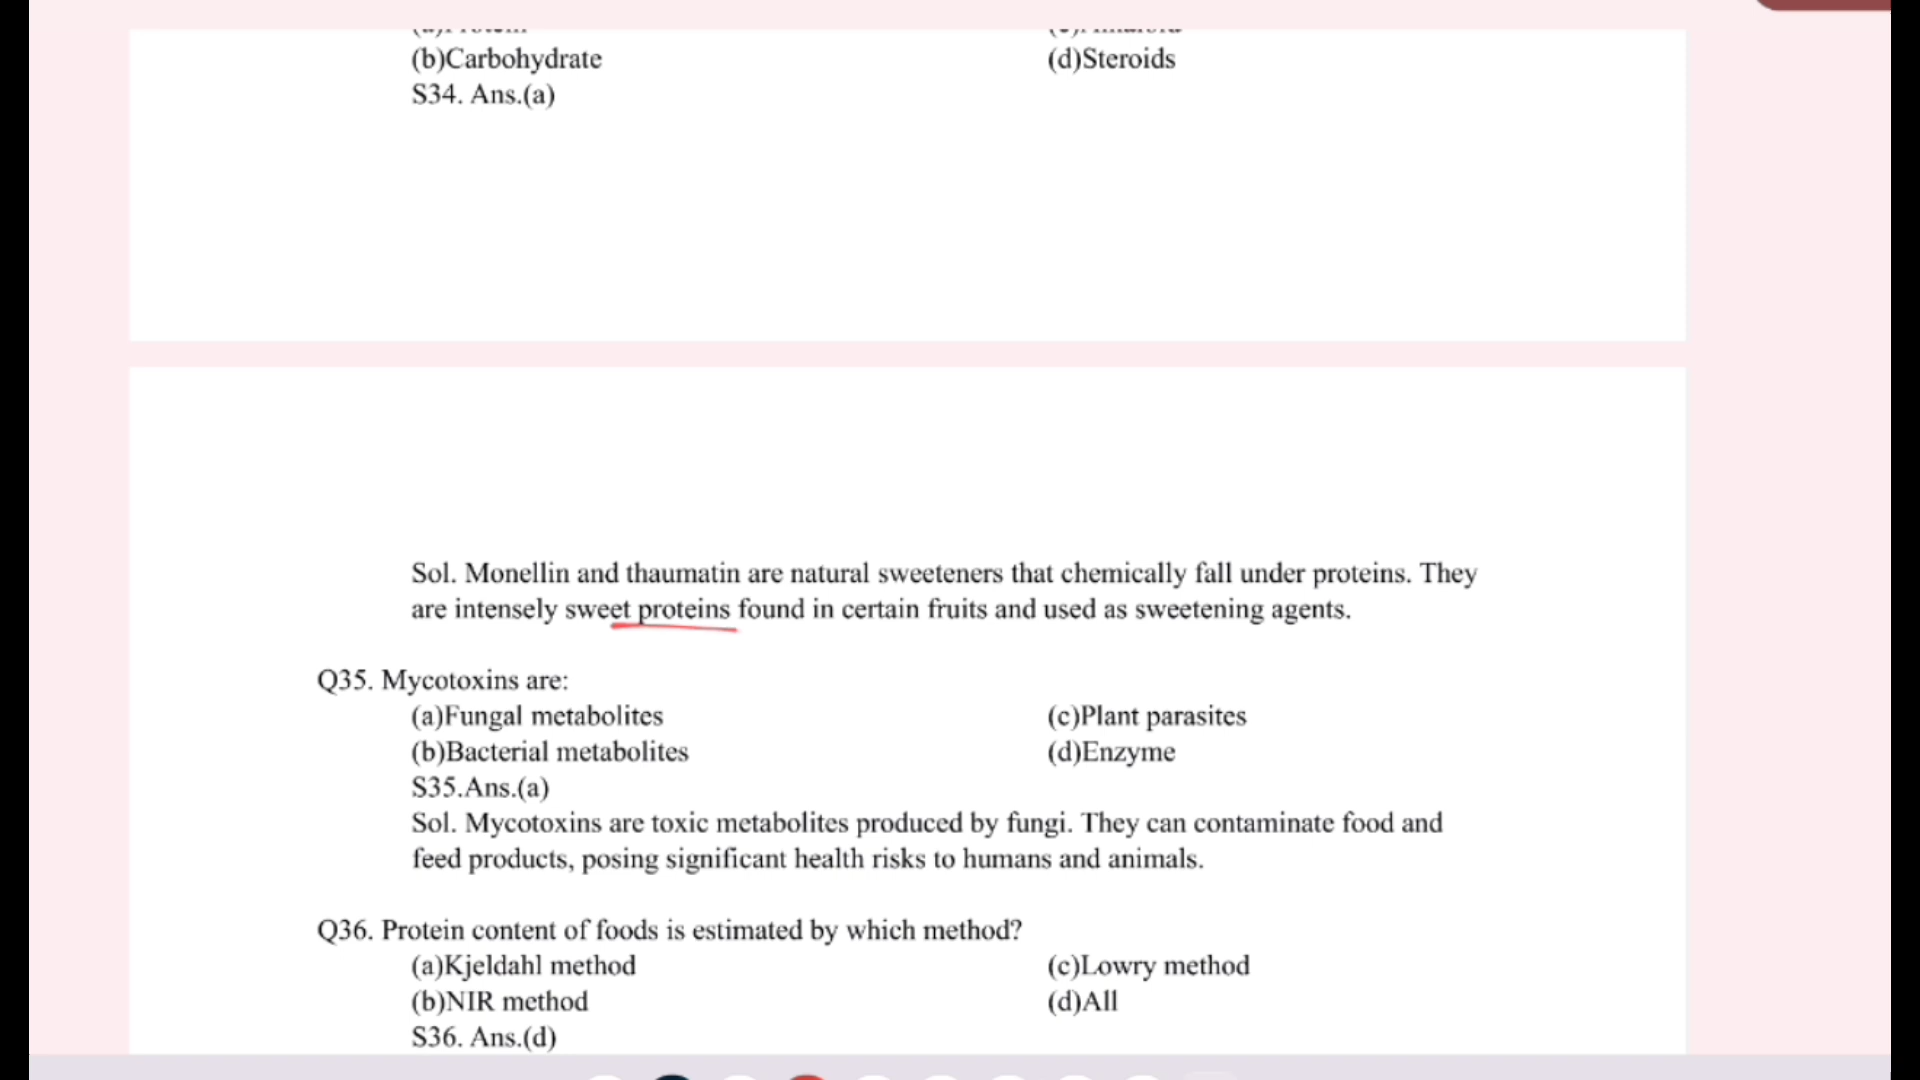 (b)Carbohydrate
(d)Steroids
S34. Ans.(a)
Sol. Monellin and thaumatin are natural sweeteners that chemically fall under proteins. They
are intensely sweet proteins found in certain fruits and used as sweetening agents.
Q35. Mycotoxins are:
(a)Fungal metabolites
(c)Plant parasites
(b)Bacterial metabolites
(d)Enzyme
S35.Ans.(a)
Sol. Mycotoxins are toxic metabolites produced by fungi. They can contaminate food and
feed products, posing significant health risks to humans and animals.
Q36. Protein content of foods is estimated by which method?
(a)Kjeldahl method
(c)Lowry method
(b)NIR method
(d)All
S36. Ans.(d)